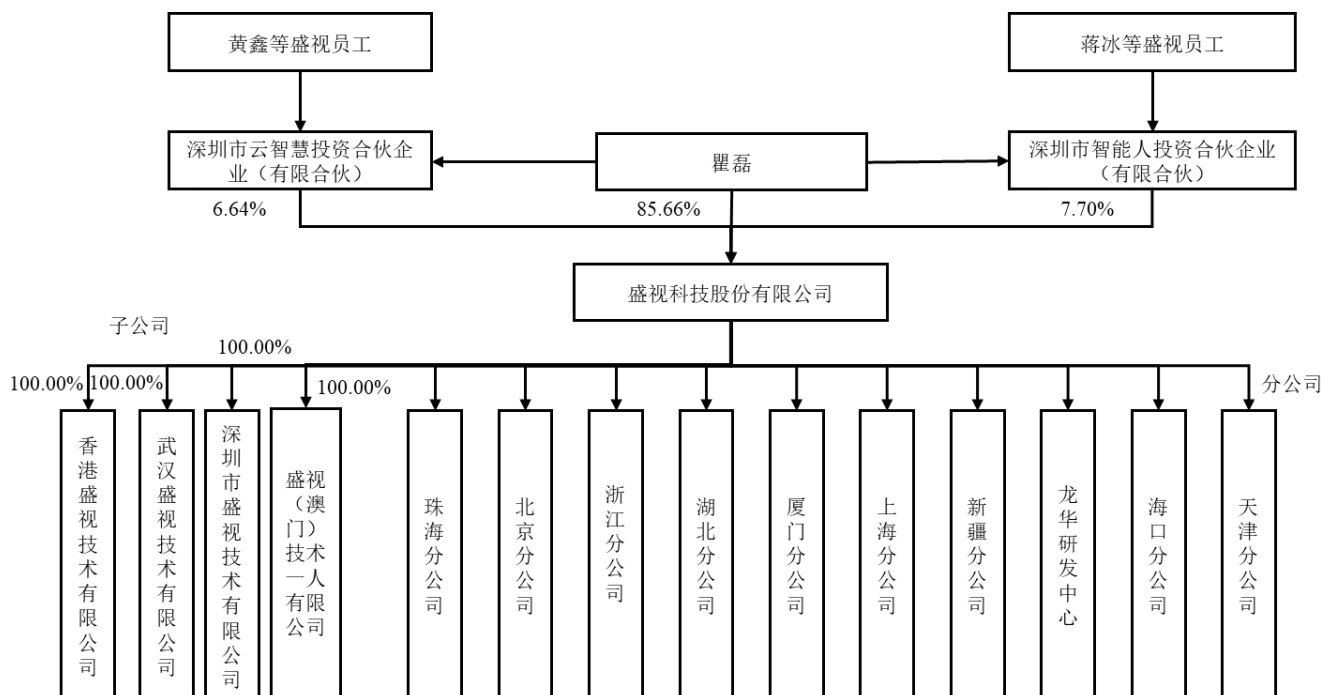 黄鑫等盛视员工
蒋冰等盛视员工
深圳市云智慧投资合伙企
业（有限合伙）
瞿磊
深圳市智能人投资合伙企业
（有限合伙）
6.64%
85.66%
7.70%
盛视科技股份有限公司
子公司
100.00%
100.00%
100.00%
100.00%
分公司
香港盛视技术有限公司
武汉盛视技术有限公司
深圳市盛视技术有限公司
盛视
（澳
门）
技术
一人
有限
公司
珠海分公司
北京分公司
浙江分公司
湖北分公司
厦门分公司
上海分公司
新疆分公司
龙华研发中心
海口分公司
天津分公司